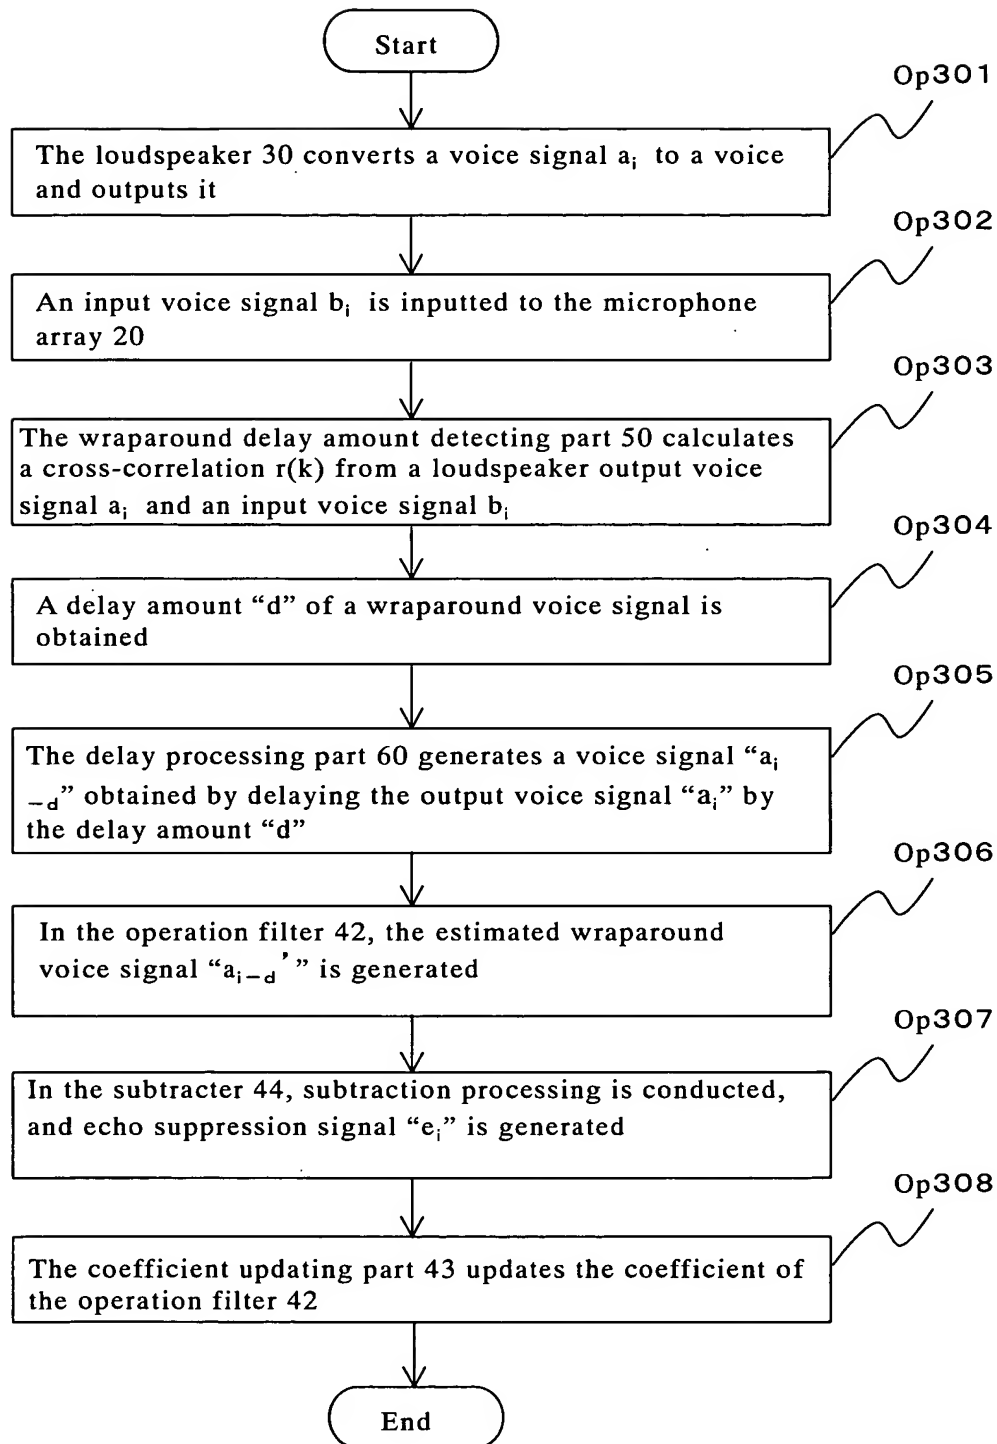 Start
Op301
The loudspeaker 30 converts a voice signal aᵢ to a voice
and outputs it
Op302
An input voice signal bᵢ is inputted to the microphone
array 20
Op303
The wraparound delay amount detecting part 50 calculates
a cross-correlation r(k) from a loudspeaker output voice
signal aᵢ and an input voice signal bᵢ
Op304
A delay amount “d” of a wraparound voice signal is
obtained
Op305
The delay processing part 60 generates a voice signal “aᵢ
−d” obtained by delaying the output voice signal “aᵢ” by
the delay amount “d”
Op306
In the operation filter 42, the estimated wraparound
voice signal “aᵢ−d’” is generated
Op307
In the subtracter 44, subtraction processing is conducted,
and echo suppression signal “eᵢ” is generated
Op308
The coefficient updating part 43 updates the coefficient of
the operation filter 42
End